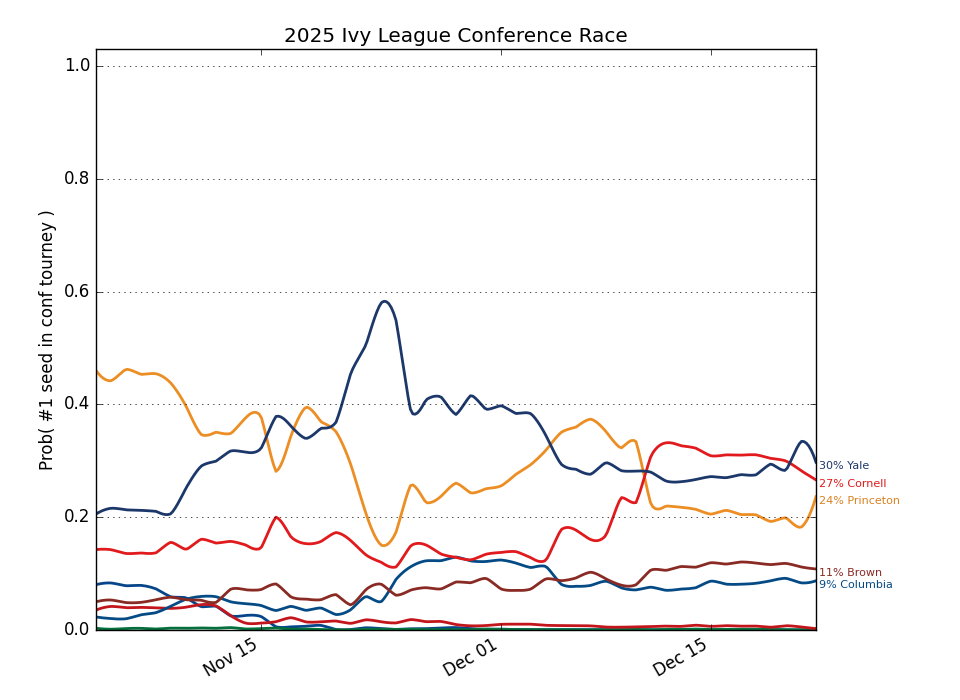 2025 Ivy League Conference Race
Prob( #1 seed in conf tourney )
1.0
0.8
0.6
0.4
0.2
0.0
30% Yale
27% Cornell
24% Princeton
11% Brown
9% Columbia
Nov 15
Dec 01
Dec 15